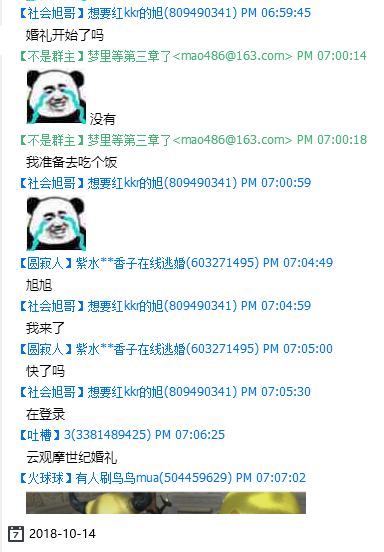 【社会旭哥】想要红kkr的旭(809490341) PM 06:59:45
婚礼开始了吗
【不是群主】梦里等第三章了<mao486@163.com> PM 07:00:14
没有
【不是群主】梦里等第三章了<mao486@163.com> PM 07:00:18
我准备去吃个饭
【社会旭哥】想要红kkr的旭(809490341) PM 07:00:59
【圆寂人】紫水**香子在线逃婚(603271495) PM 07:04:49
旭旭
【社会旭哥】想要红kkr的旭(809490341) PM 07:04:59
我来了
【圆寂人】紫水**香子在线逃婚(603271495) PM 07:05:00
快了吗
【社会旭哥】想要红kkr的旭(809490341) PM 07:05:30
在登录
【吐槽】3(3381489425) PM 07:06:25
云观摩世纪婚礼
【火球球】有人刷鸟鸟mua(504459629) PM 07:07:02
7 2018-10-14